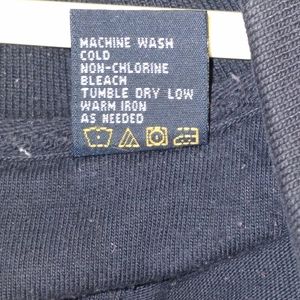 MACHINE WASH
COLD
NON-CHLORINE
BLEACH
TUMBLE DRY LOW
WARM IRON
AS NEEDED